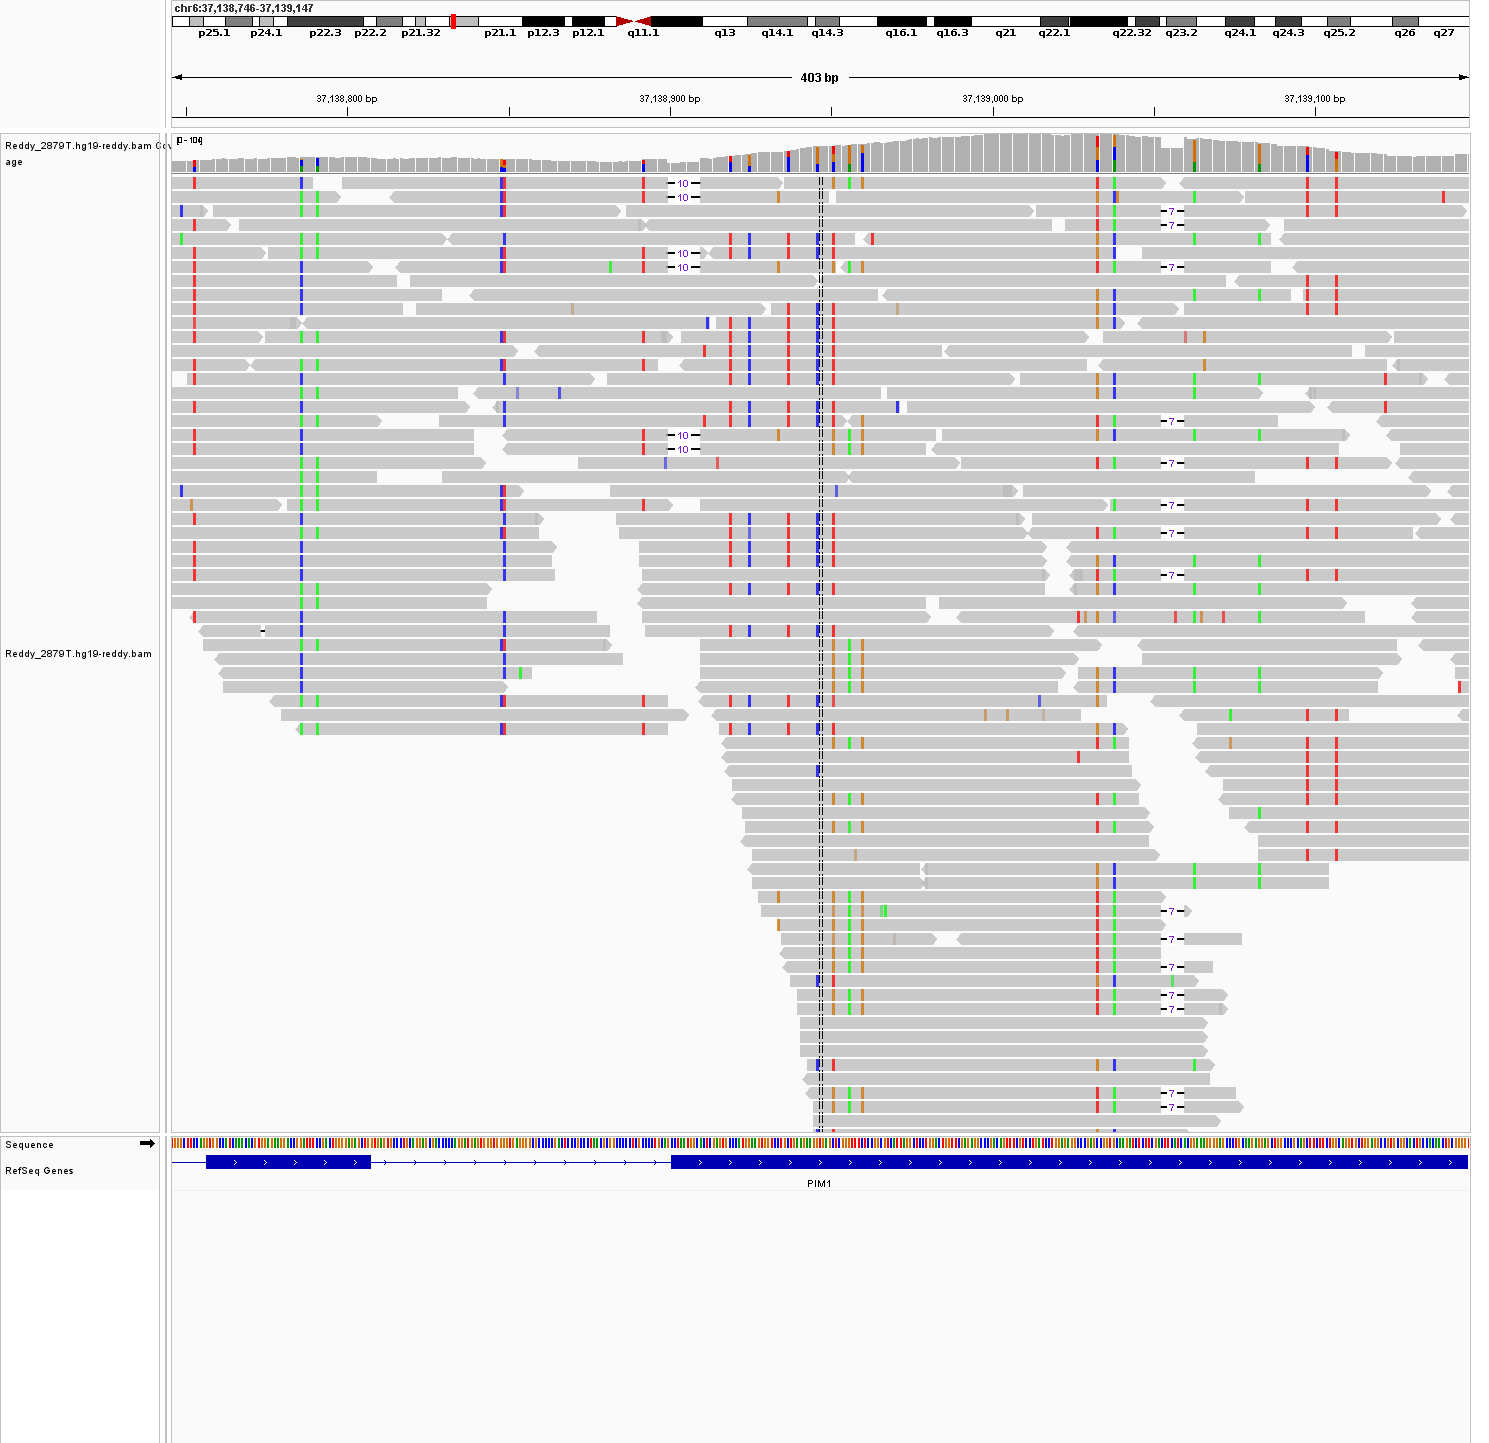 chr6:37,138,746-37,139,147
p25.1 p24.1 p22.3 p22.2 p21.32 p21.1 p12.3 p12.1 q11.1 q13 q14.1 q14.3 q16.1 q16.3 q21 q22.1 q22.32 q23.2 q24.1 q24.3 q25.2 q26 q27
403 bp
37,138,800 bp 37,138,900 bp 37,139,000 bp 37,139,100 bp
Reddy_2879T.hg19-reddy.bam Cov
age
[0 - 104]
10
10
7
7
10
10 7
7
10
10
7
7
7
7
Reddy_2879T.hg19-reddy.bam
7
7
7
7
7
7
7
Sequence
RefSeq Genes
PIM1